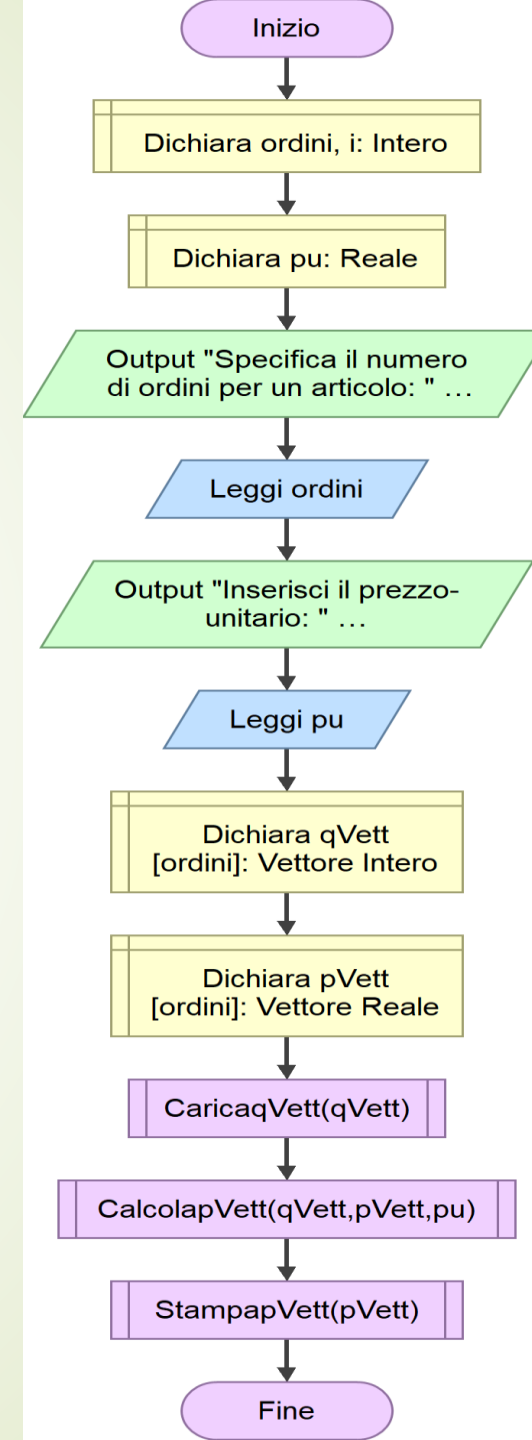 Inizio
Dichiara ordini, i: Intero
Dichiara pu: Reale
Output "Specifica il numero
di ordini per un articolo: " …
Leggi ordini
Output "Inserisci il prezzo-
unitario: " …
Leggi pu
Dichiara qVett
[ordini]: Vettore Intero
Dichiara pVett
[ordini]: Vettore Reale
CaricaqVett(qVett)
CalcolapVett(qVett,pVett,pu)
StampapVett(pVett)
Fine